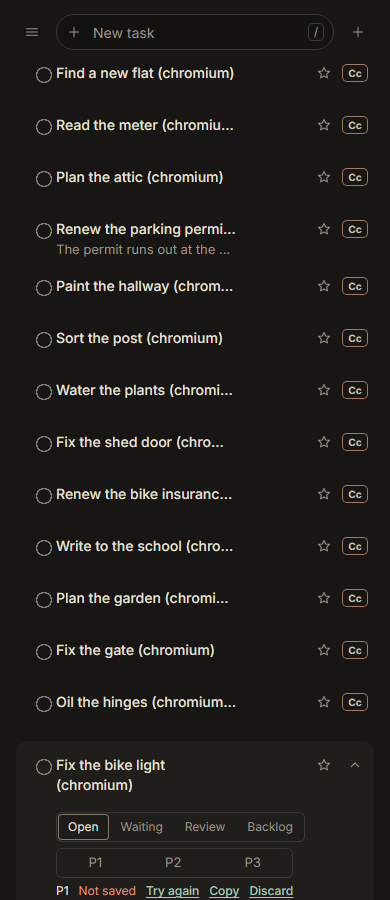 New task /
Find a new flat (chromium) Cc
Read the meter (chromiu... Cc
Plan the attic (chromium) Cc
Renew the parking permi... Cc
The permit runs out at the ...
Paint the hallway (chrom... Cc
Sort the post (chromium) Cc
Water the plants (chromi... Cc
Fix the shed door (chro... Cc
Renew the bike insuranc... Cc
Write to the school (chro... Cc
Plan the garden (chromi... Cc
Fix the gate (chromium) Cc
Oil the hinges (chromium... Cc
Fix the bike light
(chromium)
Open Waiting Review Backlog
P1 P2 P3
P1 Not saved Try again Copy Discard